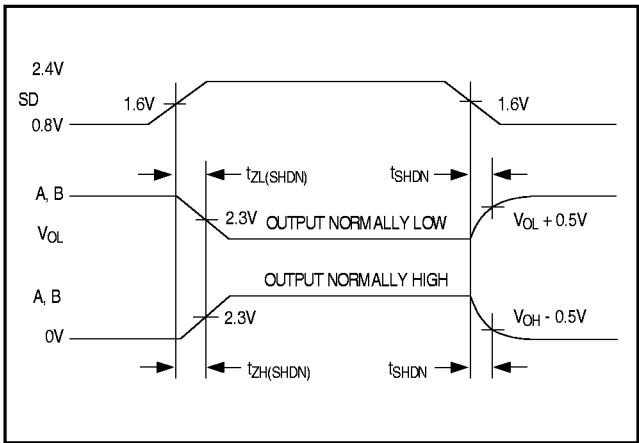 2.4V
SD
1.6V
1.6V
0.8V
tZL(SHDN)
tSHDN
A, B
2.3V
OUTPUT NORMALLY LOW
VOL + 0.5V
VOL
OUTPUT NORMALLY HIGH
A, B
2.3V
VOH - 0.5V
0V
tZH(SHDN)
tSHDN